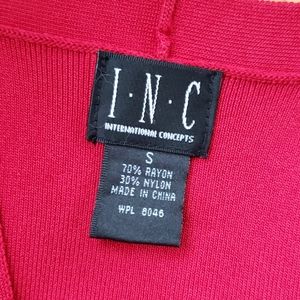 I·N·C
INTERNATIONAL CONCEPTS
S
70% RAYON
30% NYLON
MADE IN CHINA
WPL 8046